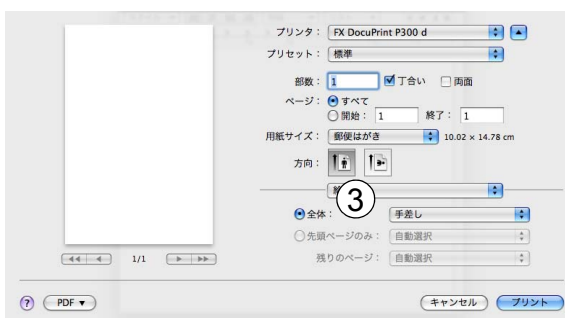 プリンタ： FX DocuPrint P300 d
プリセット： 標準
部数： 1 丁合い 両面
ページ： すべて
開始： 1 終了： 1
用紙サイズ： 郵便はがき 10.02 × 14.78 cm
方向：
③
全体： 手差し
先頭ページのみ： 自動選択
残りのページ： 自動選択
1/1
? PDF ▼ キャンセル プリント